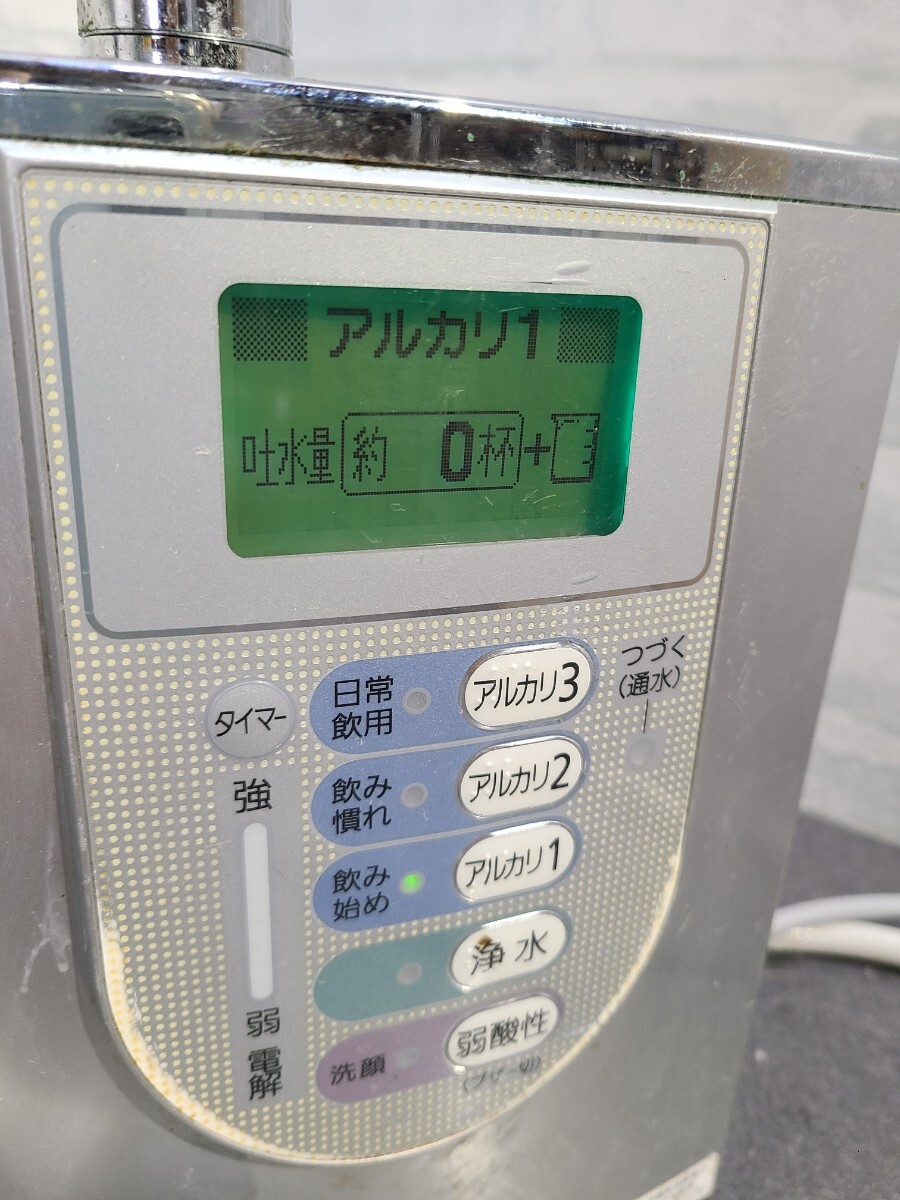 アルカリ1
吐水量 約 0杯+
つづく
(通水)
タイマー
日常
飲用
アルカリ3
強
飲み
慣れ
アルカリ2
飲み
始め
アルカリ1
浄水
弱
電解
洗顔
弱酸性
(ブザー切)